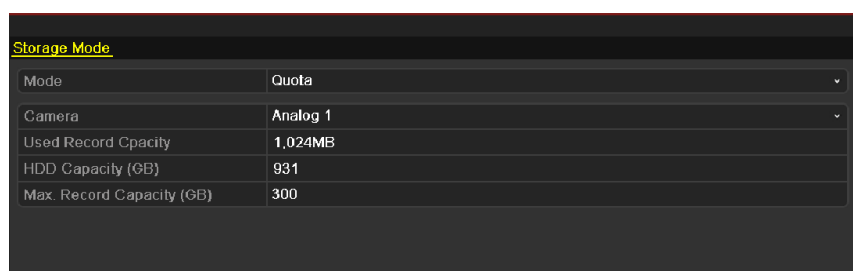 Storage Mode
Mode Quota
Camera Analog 1
Used Record Cpacity 1,024MB
HDD Capacity (GB) 931
Max. Record Capacity (GB) 300